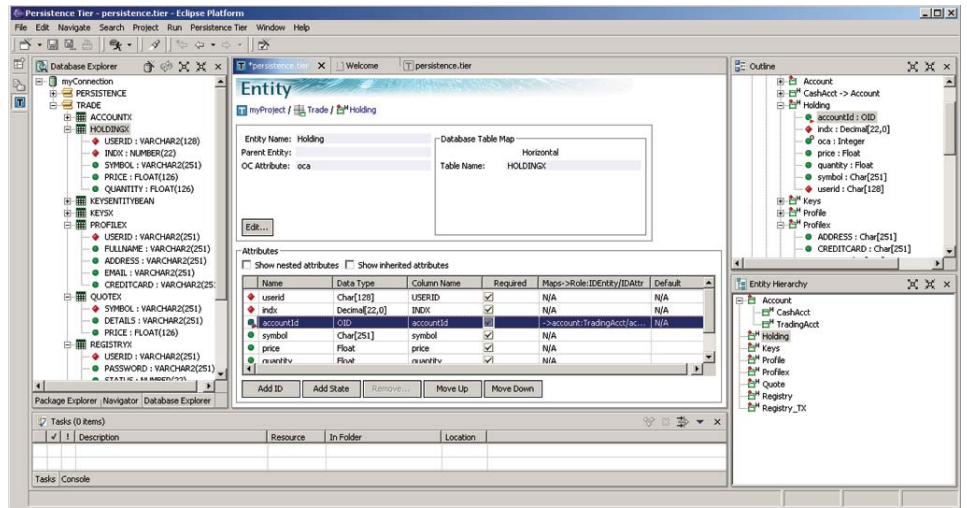 Persistence Tier - persistence.tier - Eclipse Platform
File Edit Navigate Search Project Run Persistence Tier Window Help
Database Explorer
myConnection
PERSISTENCE
TRADE
ACCOUNTX
HOLDINGX
USERID : VARCHAR2(128)
INDX : NUMBER(22)
SYMBOL : VARCHAR2(251)
PRICE : FLOAT(126)
QUANTITY : FLOAT(126)
KEYSENTITYBEAN
KEYSX
PROFILEX
USERID : VARCHAR2(251)
FULLNAME : VARCHAR2(251)
ADDRESS : VARCHAR2(251)
EMAIL : VARCHAR2(251)
CREDITCARD : VARCHAR2(25
QUOTEX
SYMBOL : VARCHAR2(251)
DETAILS : VARCHAR2(251)
PRICE : FLOAT(126)
REGISTRYX
USERID : VARCHAR2(251)
PASSWORD : VARCHAR2(251)
STATUS : NUMBER(22)
Package Explorer Navigator Database Explorer
*persistence.tier Welcome persistence.tier
Entity
myProject / Trade / Holding
Entity Name: Holding
Parent Entity:
OC Attribute: oca
Edit...
Database Table Map
Horizontal
Table Name: HOLDINGX
Attributes
Show nested attributes Show inherited attributes
Name Data Type Column Name Required Maps->Role:IDEntity/IDAttr Default
userid Char[128] USERID N/A N/A
indx Decimal[22,0] INDX N/A N/A
accountId OID accountId ->account:TradingAcct/ac... N/A
symbol Char[251] symbol N/A
price Float price N/A
quantity Float quantity N/A
Add ID Add State Remove... Move Up Move Down
Outline
Account
CashAcct -> Account
Holding
accountId : OID
indx : Decimal[22,0]
oca : Integer
price : Float
quantity : Float
symbol : Char[251]
userid : Char[128]
Keys
Profile
Profilex
ADDRESS : Char[251]
CREDITCARD : Char[251]
Entity Hierarchy
Account
CashAcct
TradingAcct
Holding
Keys
Profile
Profilex
Quote
Registry
Registry_TX
Tasks (0 items)
! Description Resource In Folder Location
Tasks Console